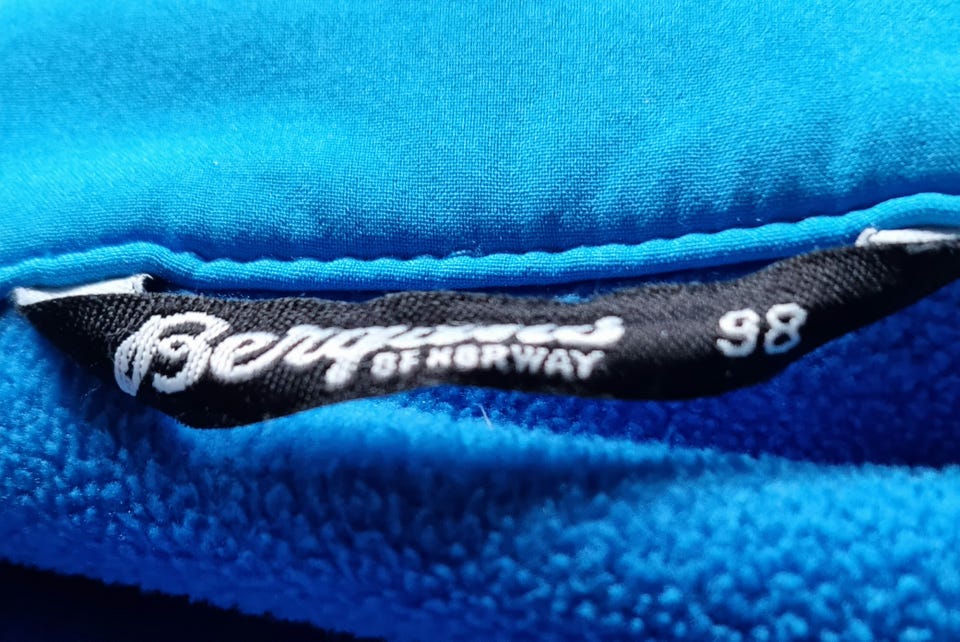 Bergans 98
OF NORWAY